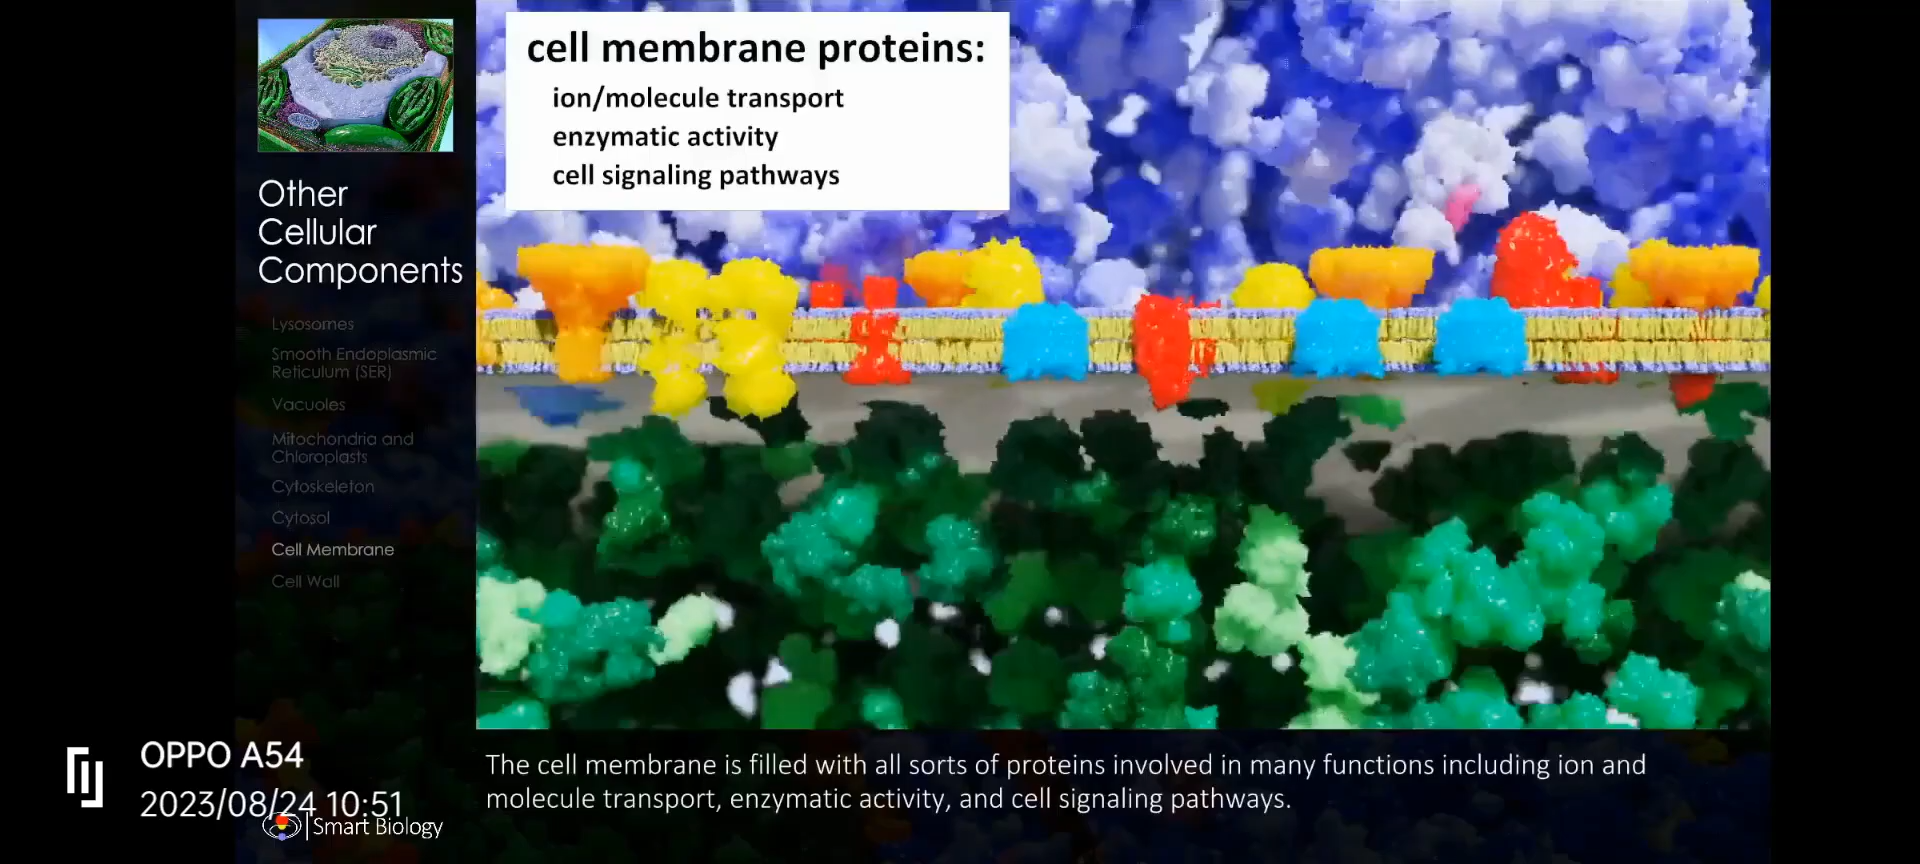 cell membrane proteins:
ion/molecule transport
enzymatic activity
cell signaling pathways
Other
Cellular
Components
Lysosomes
Smooth Endoplasmic
Reticulum (SER)
Vacuoles
Mitochondria and
Chloroplasts
Cytoskeleton
Cytosol
Cell Membrane
Cell Wall
The cell membrane is filled with all sorts of proteins involved in many functions including ion and
molecule transport, enzymatic activity, and cell signaling pathways.
OPPO A54
2023/08/24 10:51
Smart Biology